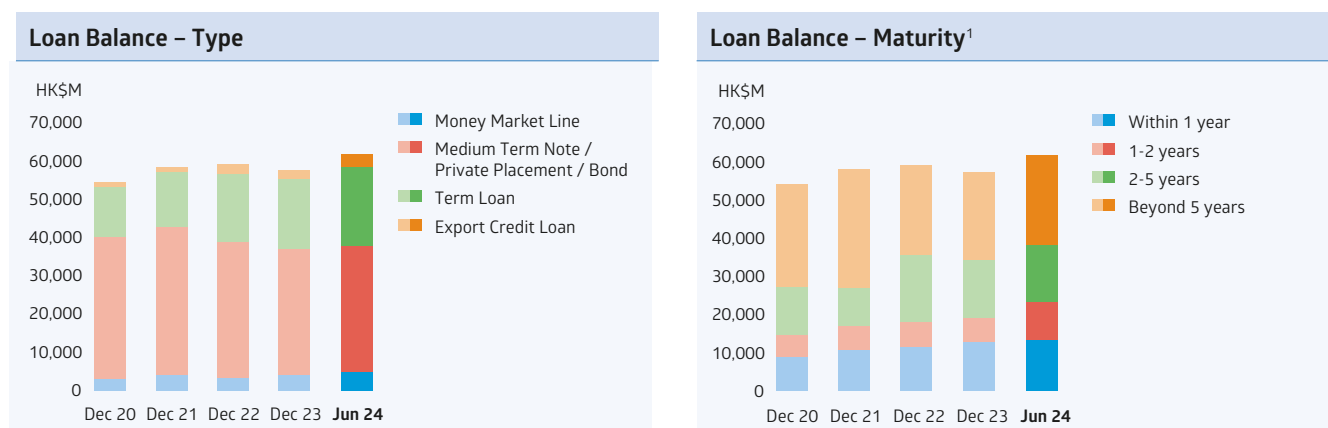 Loan Balance – Type
HK$M
70,000
60,000
50,000
40,000
30,000
20,000
10,000
0
Dec 20 Dec 21 Dec 22 Dec 23 Jun 24
Money Market Line
Medium Term Note /
Private Placement / Bond
Term Loan
Export Credit Loan
Loan Balance – Maturity¹
HK$M
70,000
60,000
50,000
40,000
30,000
20,000
10,000
0
Dec 20 Dec 21 Dec 22 Dec 23 Jun 24
Within 1 year
1-2 years
2-5 years
Beyond 5 years